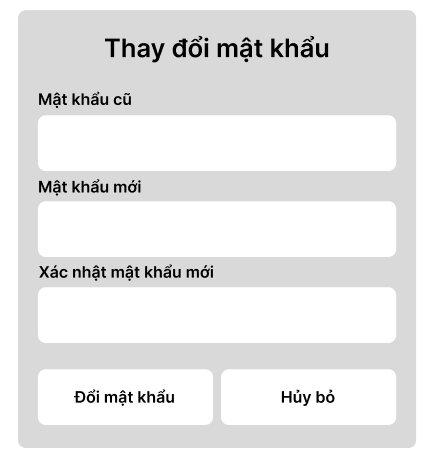 Thay đổi mật khẩu
Mật khẩu cũ
Mật khẩu mới
Xác nhật mật khẩu mới
Đổi mật khẩu
Hủy bỏ